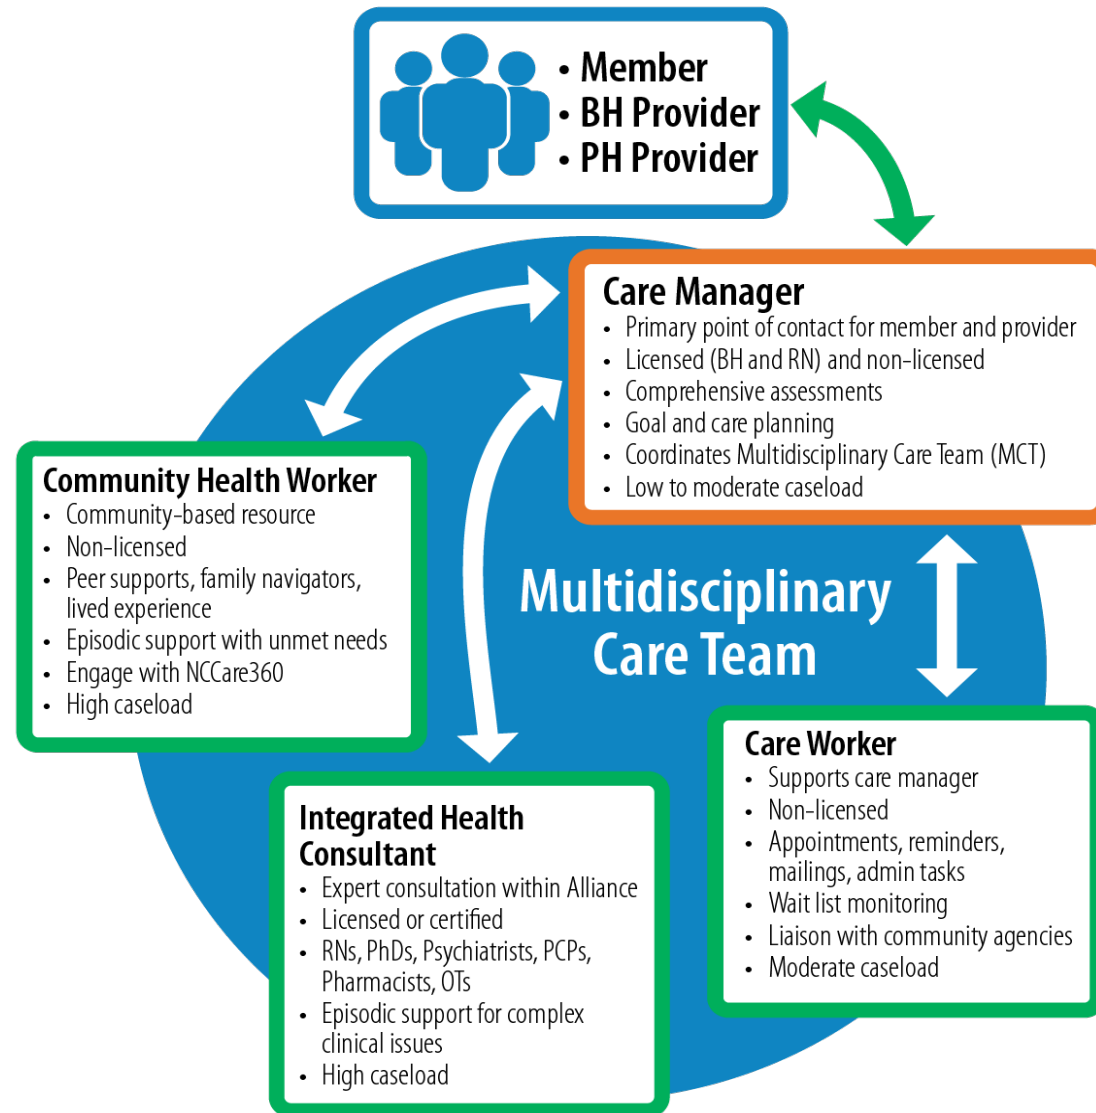 • Member
• BH Provider
• PH Provider
Care Manager
• Primary point of contact for member and provider
• Licensed (BH and RN) and non-licensed
• Comprehensive assessments
• Goal and care planning
• Coordinates Multidisciplinary Care Team (MCT)
• Low to moderate caseload
Community Health Worker
• Community-based resource
• Non-licensed
• Peer supports, family navigators,
lived experience
• Episodic support with unmet needs
• Engage with NCCare360
• High caseload
Multidisciplinary
Care Team
Integrated Health
Consultant
• Expert consultation within Alliance
• Licensed or certified
• RNs, PhDs, Psychiatrists, PCPs,
Pharmacists, OTs
• Episodic support for complex
clinical issues
• High caseload
Care Worker
• Supports care manager
• Non-licensed
• Appointments, reminders,
mailings, admin tasks
• Wait list monitoring
• Liaison with community agencies
• Moderate caseload